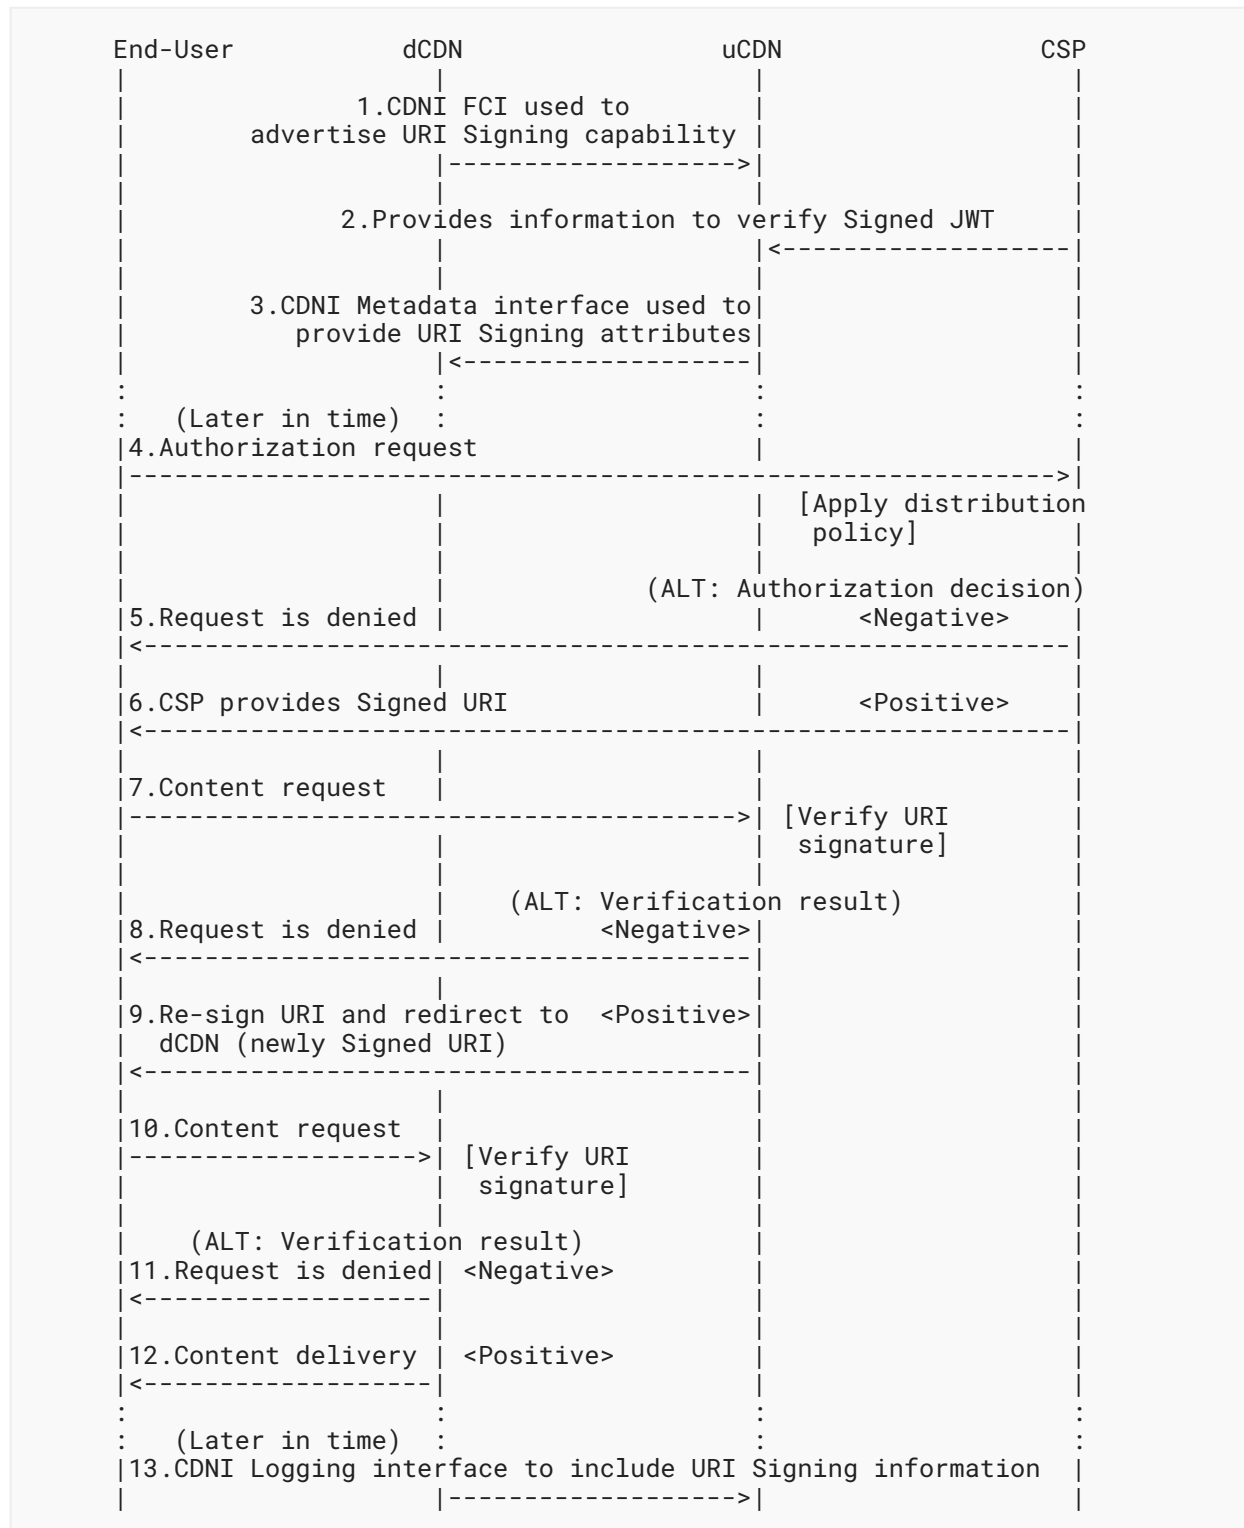 End-User dCDN uCDN CSP
1.CDNI FCI used to
advertise URI Signing capability
2.Provides information to verify Signed JWT
3.CDNI Metadata interface used to
provide URI Signing attributes
(Later in time)
4.Authorization request
[Apply distribution
policy]
(ALT: Authorization decision)
5.Request is denied <Negative>
6.CSP provides Signed URI <Positive>
7.Content request
[Verify URI
signature]
(ALT: Verification result)
8.Request is denied <Negative>
9.Re-sign URI and redirect to <Positive>
dCDN (newly Signed URI)
10.Content request
[Verify URI
signature]
(ALT: Verification result)
11.Request is denied <Negative>
12.Content delivery <Positive>
(Later in time)
13.CDNI Logging interface to include URI Signing information